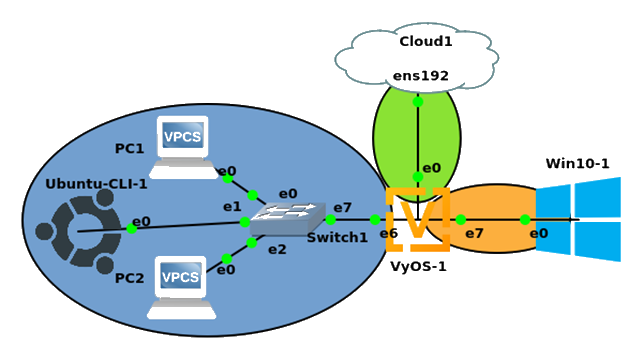 Cloud1
ens192
VPCS
PC1
e0
e0
Win10-1
Ubuntu-CLI-1
e0
e0
e1
e7
e2
Switch1
e6
V
e7
e0
PC2
VPCS
e0
VyOS-1